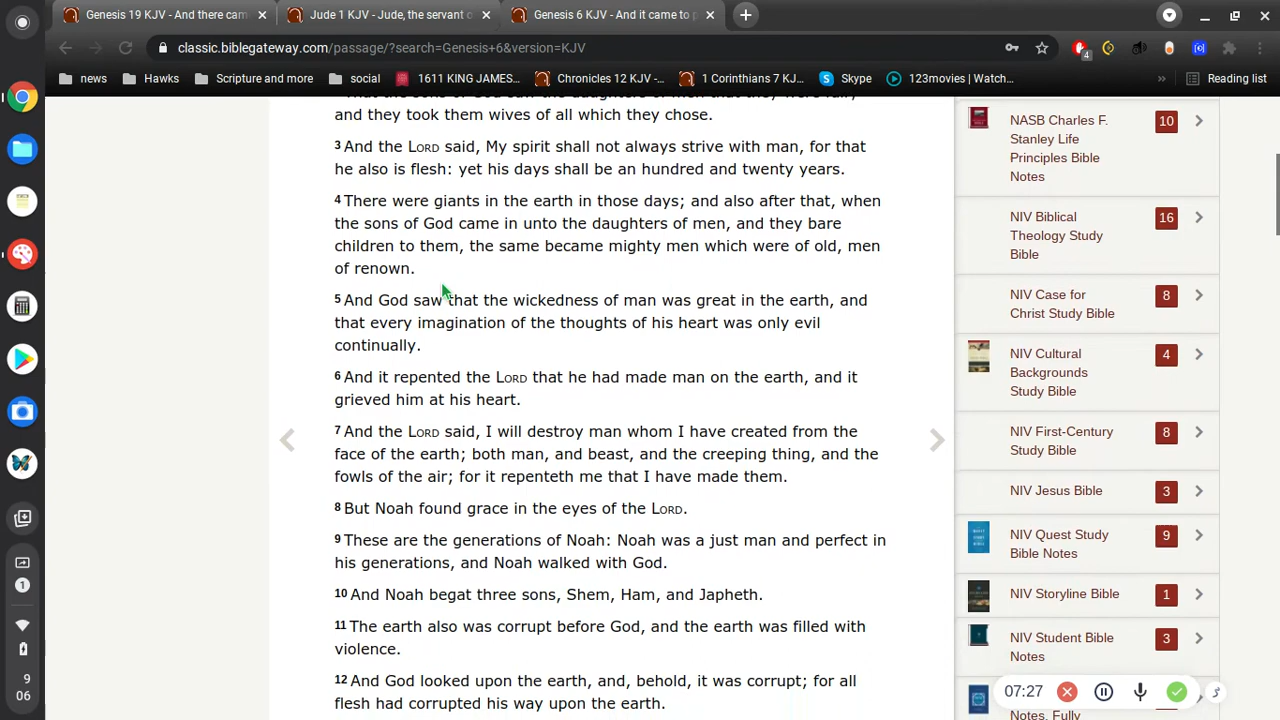 Genesis 19 KJV - And there cam
Jude 1 KJV - Jude, the servant o
Genesis 6 KJV - And it came to p
classic.biblegateway.com/passage/?search=Genesis+6&version=KJV
4
news
Hawks
Scripture and more
social
1611 KING JAMES...
Chronicles 12 KJV -...
1 Corinthians 7 KJ...
Skype
123movies | Watch...
»
Reading list
That the sons of God saw the daughters of men that they were fair;
and they took them wives of all which they chose.
3 And the LORD said, My spirit shall not always strive with man, for that
he also is flesh: yet his days shall be an hundred and twenty years.
4 There were giants in the earth in those days; and also after that, when
the sons of God came in unto the daughters of men, and they bare
children to them, the same became mighty men which were of old, men
of renown.
5 And God saw that the wickedness of man was great in the earth, and
that every imagination of the thoughts of his heart was only evil
continually.
6 And it repented the LORD that he had made man on the earth, and it
grieved him at his heart.
7 And the LORD said, I will destroy man whom I have created from the
face of the earth; both man, and beast, and the creeping thing, and the
fowls of the air; for it repenteth me that I have made them.
8 But Noah found grace in the eyes of the LORD.
9 These are the generations of Noah: Noah was a just man and perfect in
his generations, and Noah walked with God.
10 And Noah begat three sons, Shem, Ham, and Japheth.
11 The earth also was corrupt before God, and the earth was filled with
violence.
12 And God looked upon the earth, and, behold, it was corrupt; for all
flesh had corrupted his way upon the earth.
NASB Charles F.
Stanley Life
Principles Bible
Notes
10
NIV Biblical
Theology Study
Bible
16
NIV Case for
Christ Study Bible
8
NIV Cultural
Backgrounds
Study Bible
4
NIV First-Century
Study Bible
8
NIV Jesus Bible
3
NIV Quest Study
Bible Notes
9
NIV Storyline Bible
1
NIV Student Bible
Notes
3
Notes, Fully
07:27
1
9
06